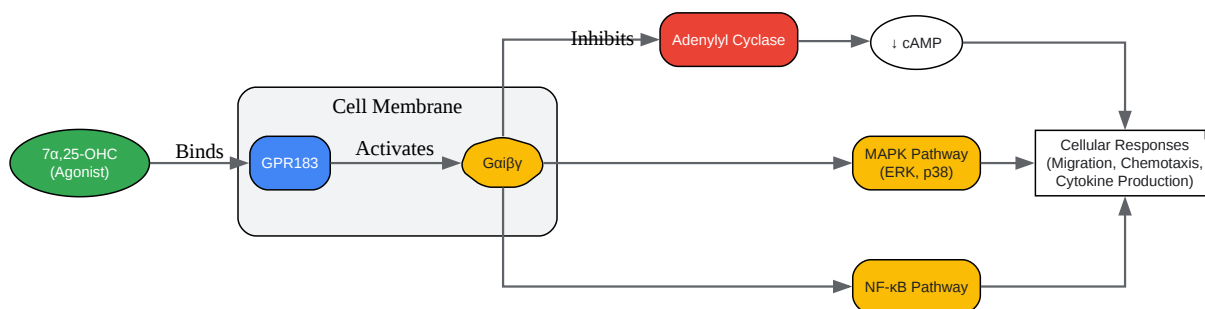 Inhibits
Adenylyl Cyclase
↓ cAMP
Cell Membrane
7α,25-OHC
(Agonist)
Binds
GPR183
Activates
Gαiβγ
MAPK Pathway
(ERK, p38)
Cellular Responses
(Migration, Chemotaxis,
Cytokine Production)
NF-κB Pathway